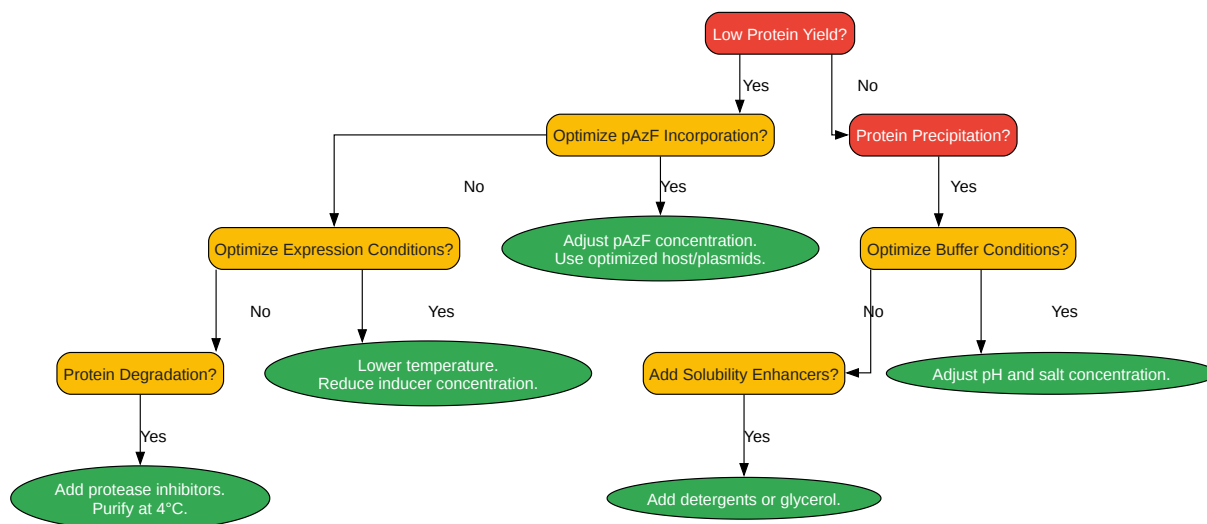 Low Protein Yield?
Yes
No
Optimize pAzF Incorporation?
Protein Precipitation?
No
Yes
Yes
Optimize Expression Conditions?
Adjust pAzF concentration.
Use optimized host/plasmids.
Optimize Buffer Conditions?
No
Yes
No
Yes
Protein Degradation?
Lower temperature.
Reduce inducer concentration.
Add Solubility Enhancers?
Adjust pH and salt concentration.
Yes
Yes
Add protease inhibitors.
Purify at 4°C.
Add detergents or glycerol.